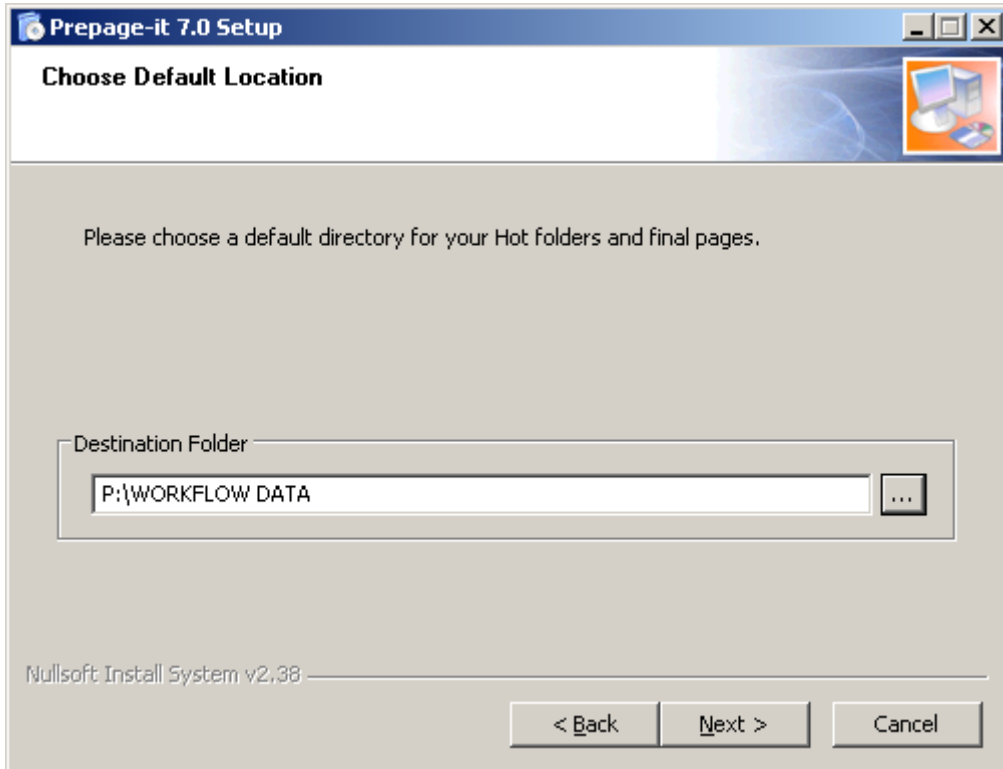 Prepage-it 7.0 Setup
Choose Default Location
Please choose a default directory for your Hot folders and final pages.
Destination Folder
P:\WORKFLOW DATA
...
Nullsoft Install System v2.38
< Back
Next >
Cancel